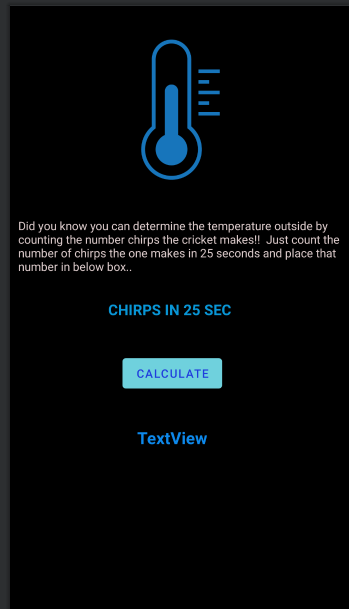 Did you know you can determine the temperature outside by
counting the number chirps the cricket makes!!  Just count the
number of chirps the one makes in 25 seconds and place that
number in below box..
CHIRPS IN 25 SEC
CALCULATE
TextView